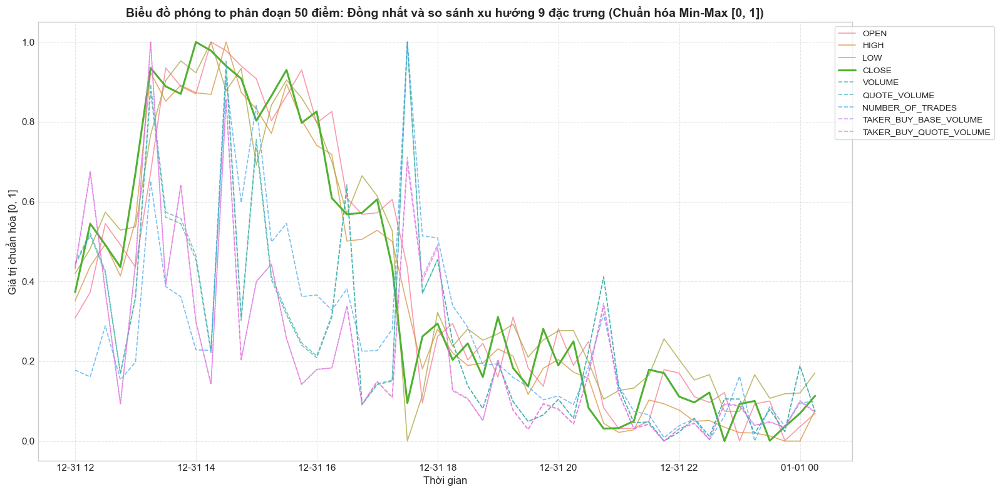 Biểu đồ phóng to phân đoạn 50 điểm: Đồng nhất và so sánh xu hướng 9 đặc trưng (Chuẩn hóa Min-Max [0, 1])
OPEN
HIGH
LOW
CLOSE
VOLUME
QUOTE_VOLUME
NUMBER_OF_TRADES
TAKER_BUY_BASE_VOLUME
TAKER_BUY_QUOTE_VOLUME
Giá trị chuẩn hóa [0, 1]
1.0
0.8
0.6
0.4
0.2
0.0
12-31 12
12-31 14
12-31 16
12-31 18
12-31 20
12-31 22
01-01 00
Thời gian